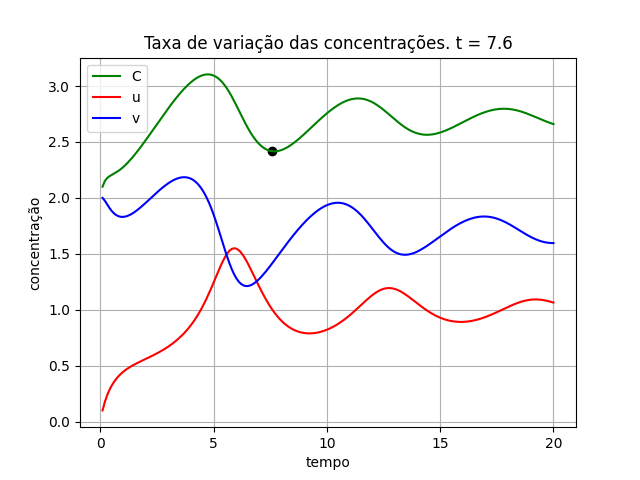 Taxa de variação das concentrações. t = 7.6
C
u
v
concentração
3.0
2.5
2.0
1.5
1.0
0.5
0.0
0
5
10
15
20
tempo